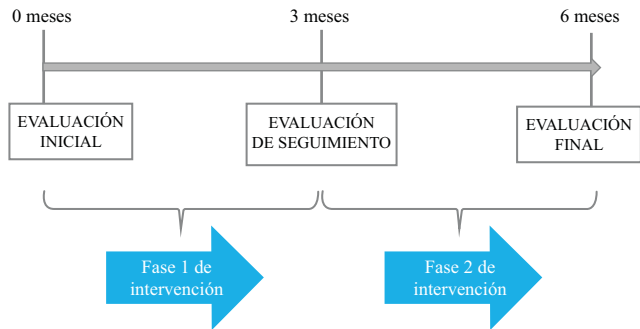 0 meses
3 meses
6 meses
EVALUACIÓN
INICIAL
EVALUACIÓN
DE SEGUIMIENTO
EVALUACIÓN
FINAL
Fase 1 de
intervención
Fase 2 de
intervención